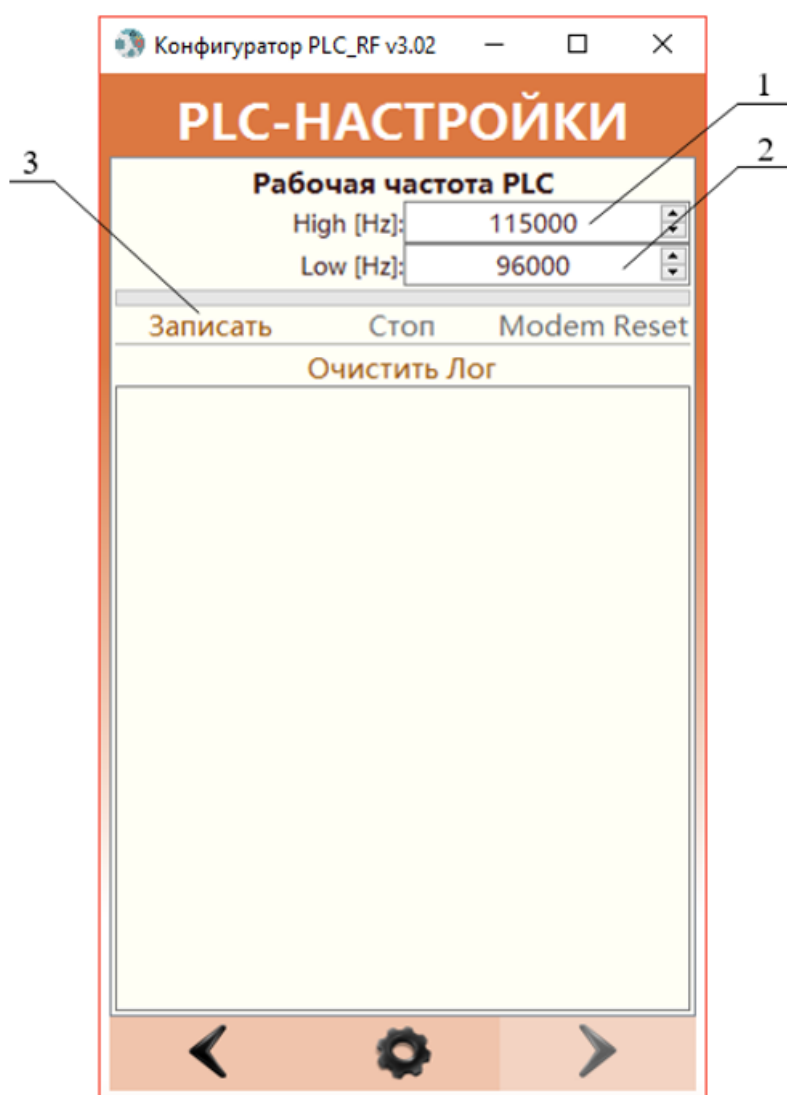 Конфигуратор PLC_RF v3.02
1
PLC-НАСТРОЙКИ
2
3
Рабочая частота PLC
High [Hz]: 115000
Low [Hz]: 96000
Записать Стоп Modem Reset
Очистить Лог